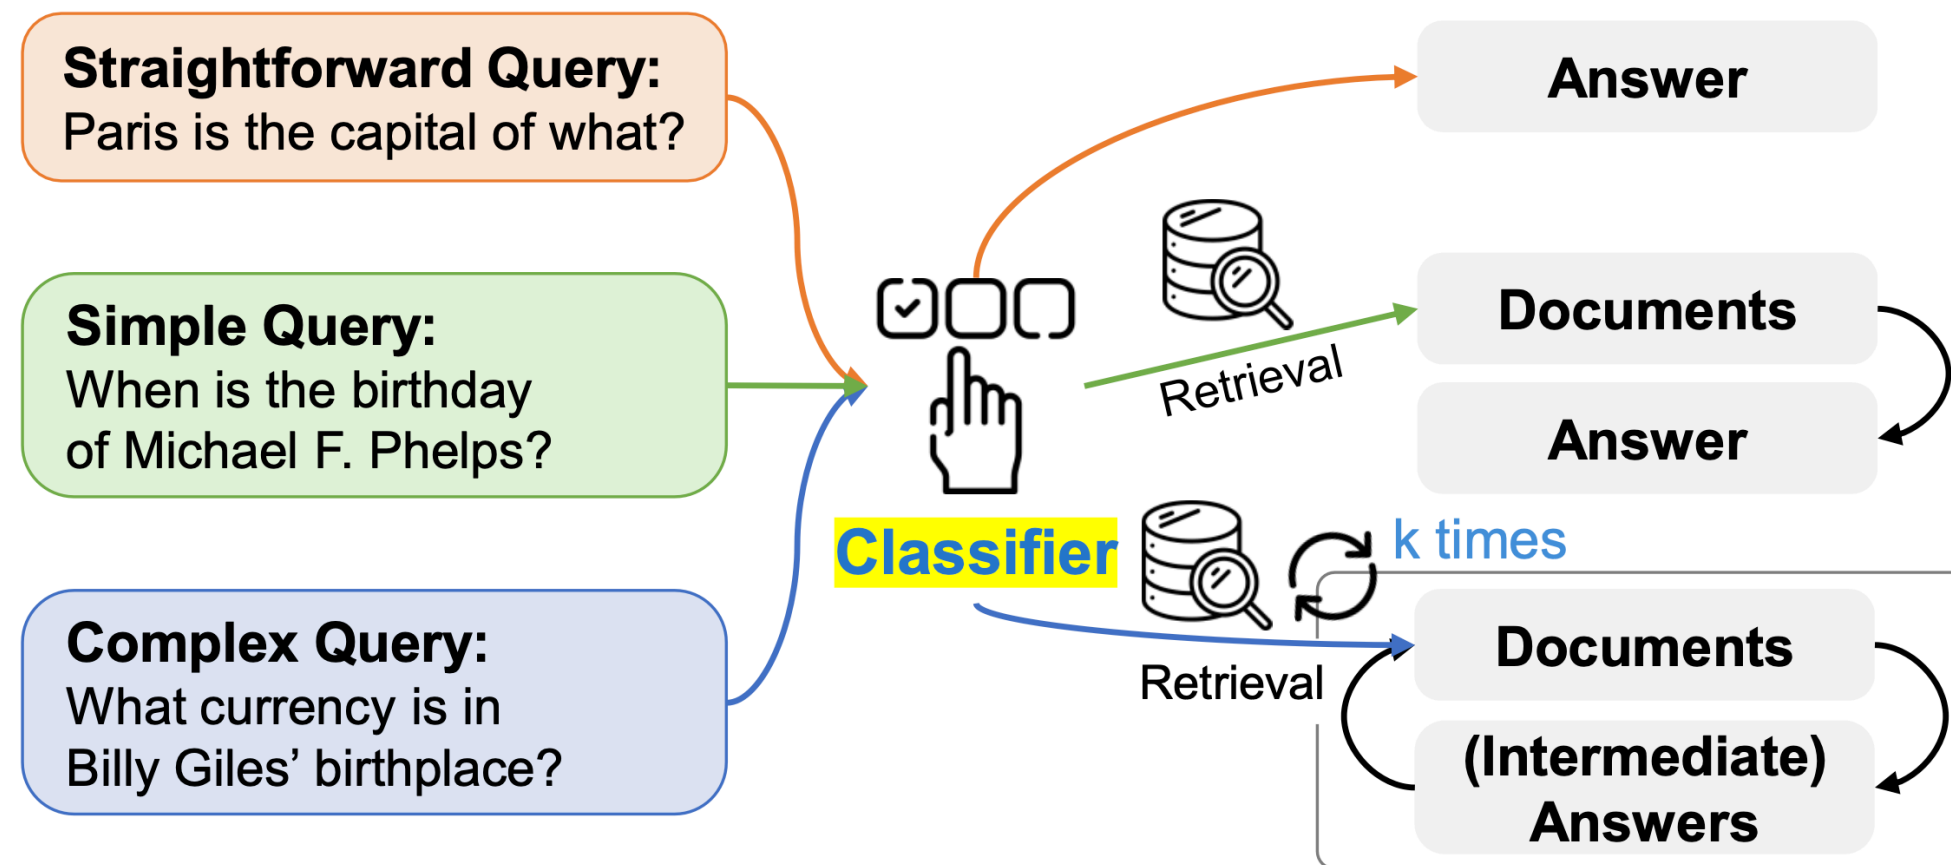 Straightforward Query:
Paris is the capital of what?
Simple Query:
When is the birthday
of Michael F. Phelps?
Complex Query:
What currency is in
Billy Giles’ birthplace?
Classifier
Answer
Retrieval
Documents
Answer
k times
Retrieval
Documents
(Intermediate)
Answers